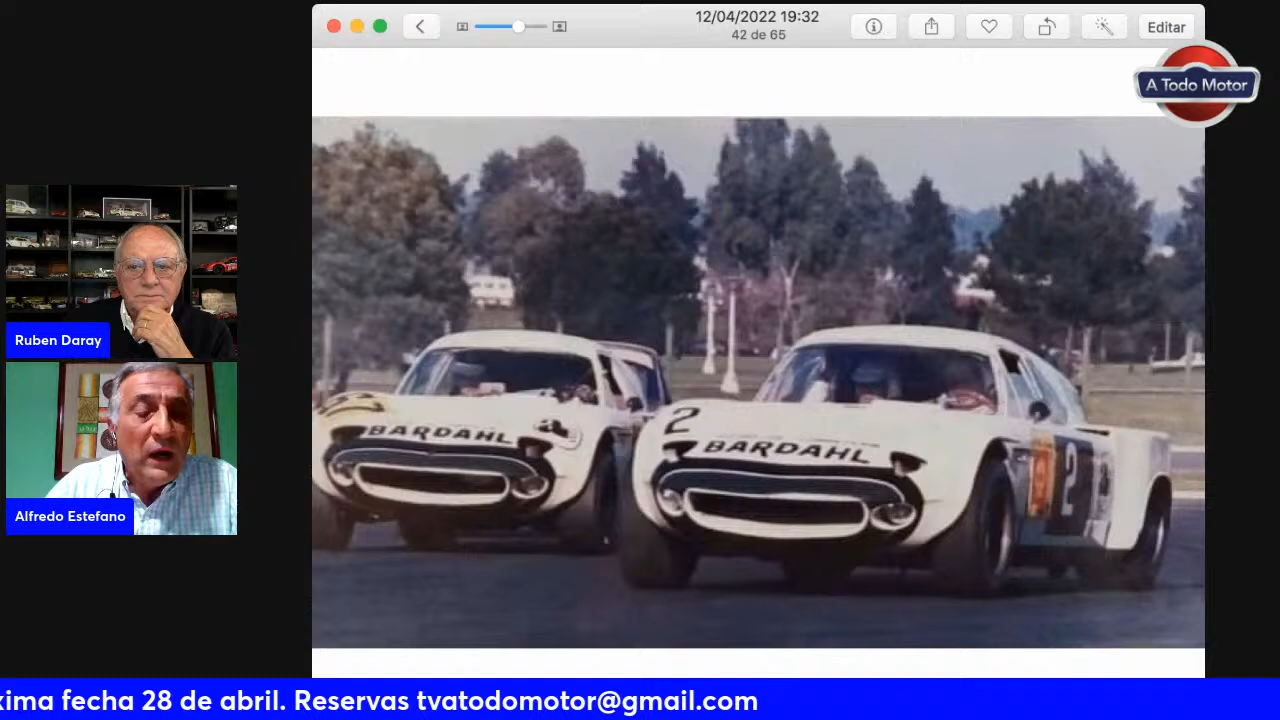 12/04/2022 19:32
42 de 65
Editar
A Todo Motor
Ruben Daray
Alfredo Estefano
BARDAHL
2
BARDAHL
2
xima fecha 28 de abril. Reservas tvatodomotor@gmail.com